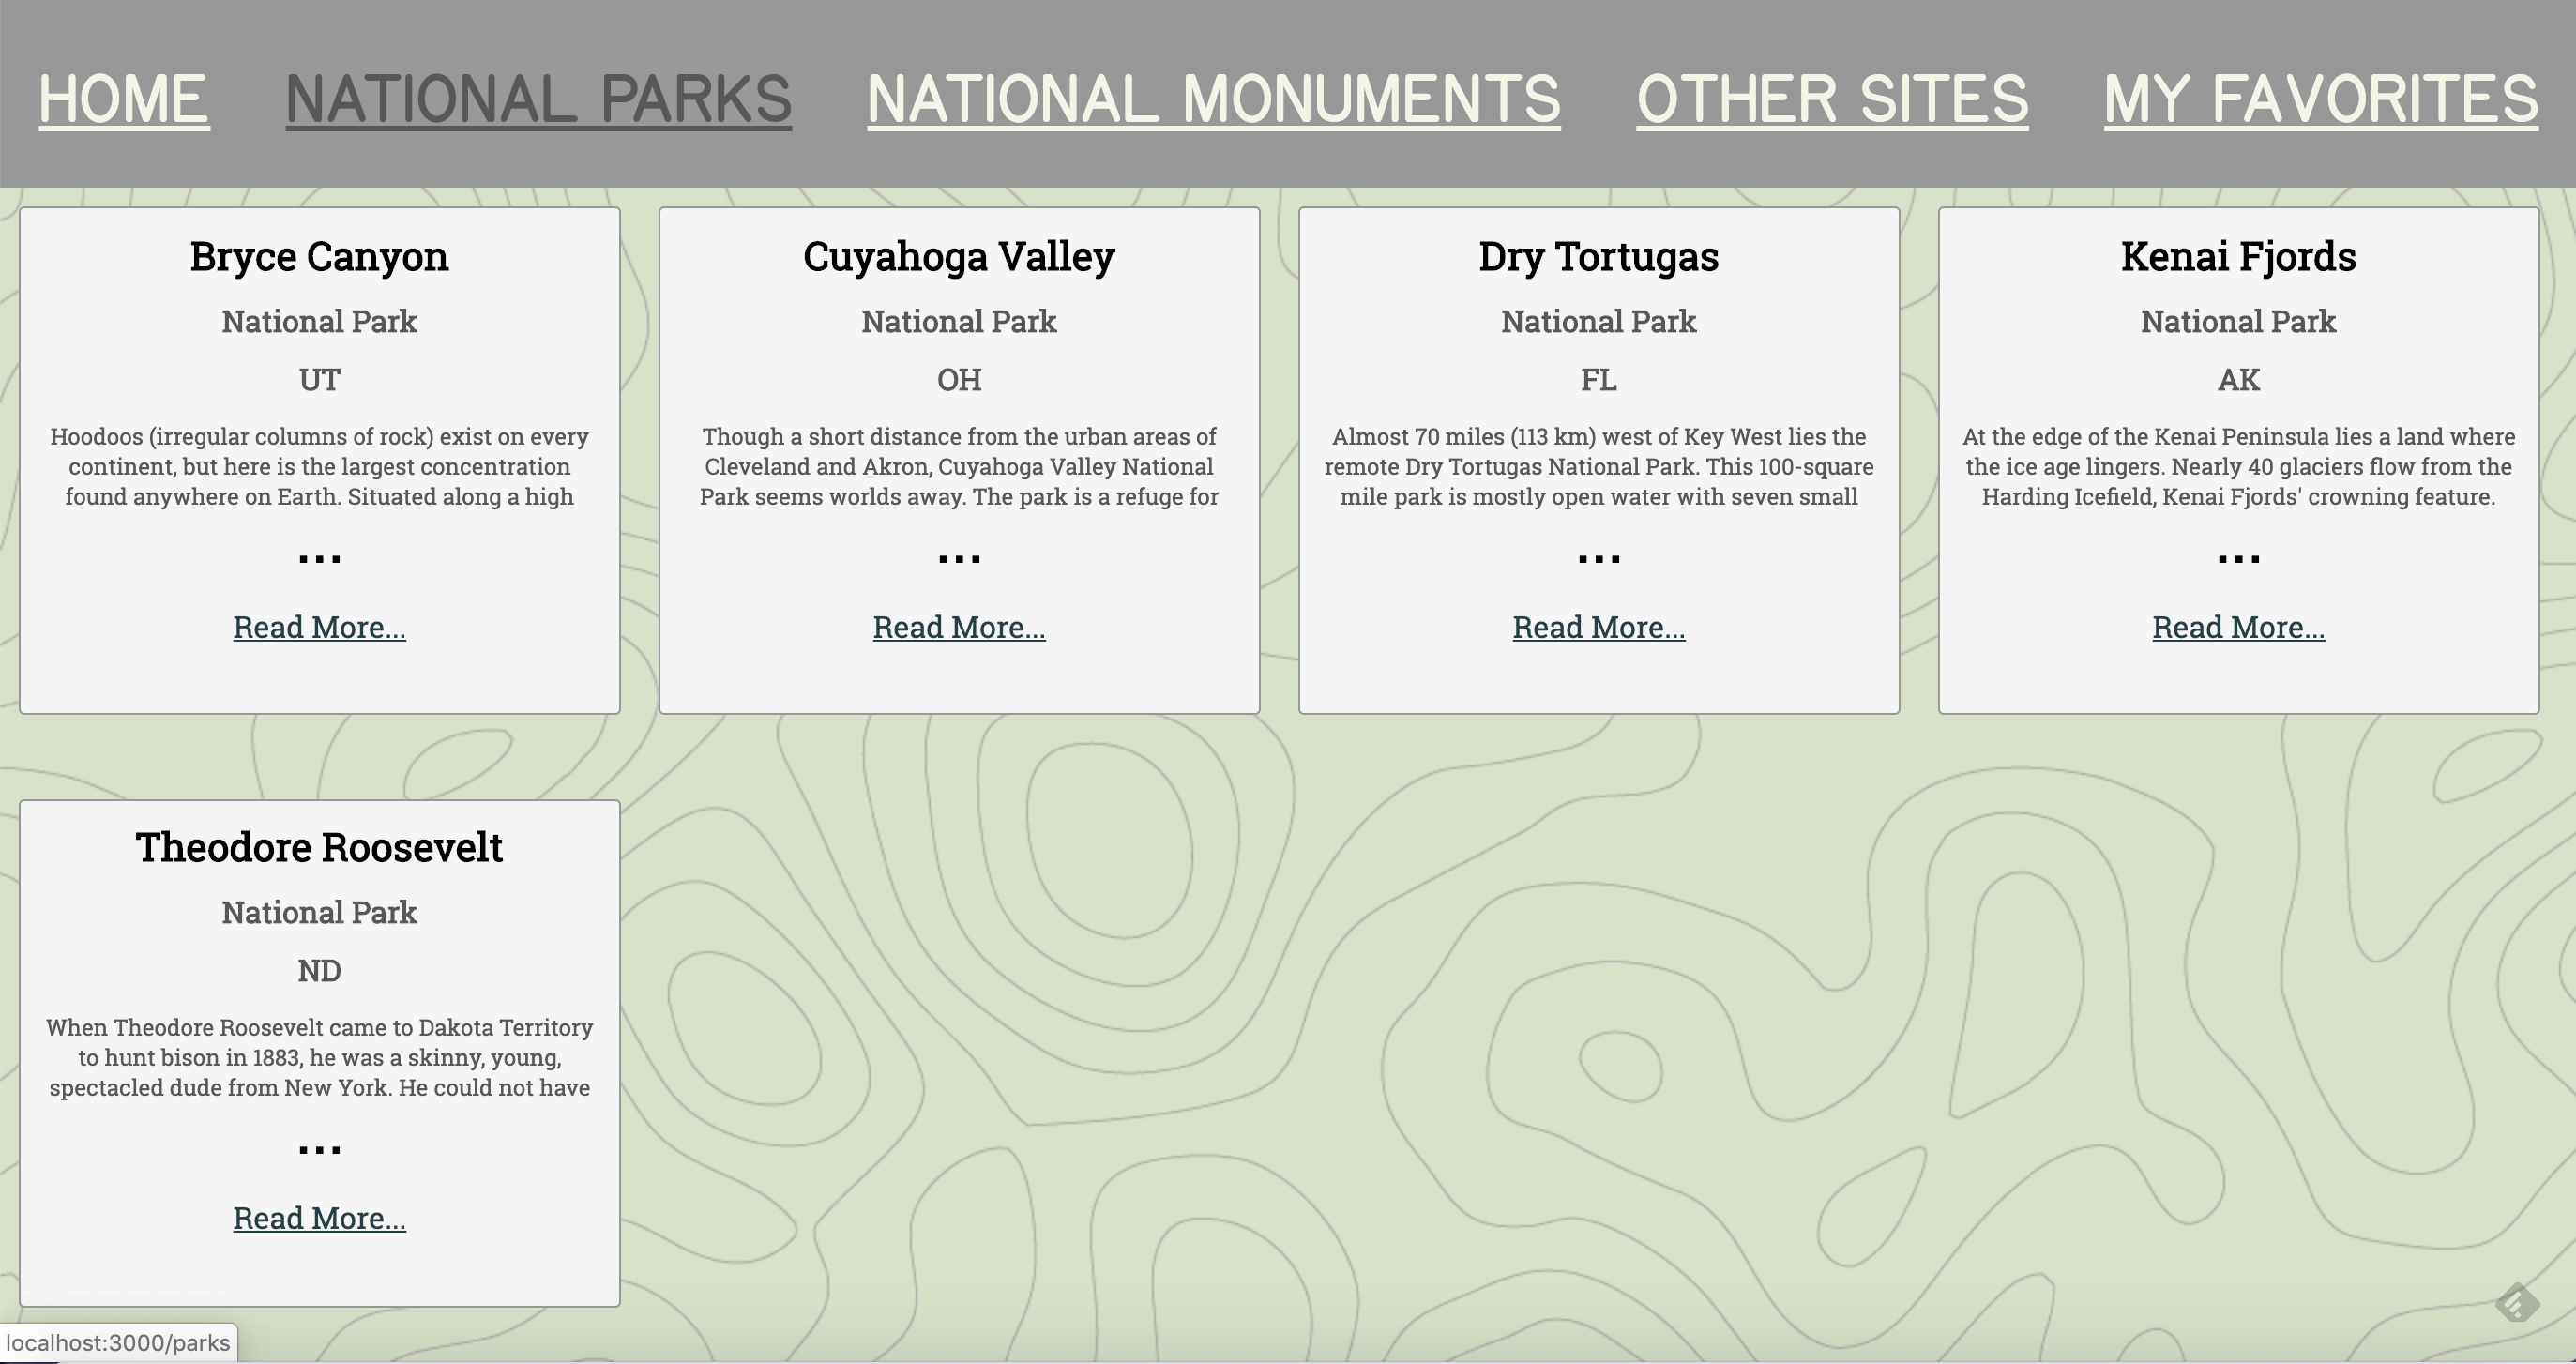 HOME NATIONAL PARKS NATIONAL MONUMENTS OTHER SITES MY FAVORITES
Bryce Canyon
National Park
UT
Hoodoos (irregular columns of rock) exist on every
continent, but here is the largest concentration
found anywhere on Earth. Situated along a high
...
Read More...
Cuyahoga Valley
National Park
OH
Though a short distance from the urban areas of
Cleveland and Akron, Cuyahoga Valley National
Park seems worlds away. The park is a refuge for
...
Read More...
Dry Tortugas
National Park
FL
Almost 70 miles (113 km) west of Key West lies the
remote Dry Tortugas National Park. This 100-square
mile park is mostly open water with seven small
...
Read More...
Kenai Fjords
National Park
AK
At the edge of the Kenai Peninsula lies a land where
the ice age lingers. Nearly 40 glaciers flow from the
Harding Icefield, Kenai Fjords' crowning feature.
...
Read More...
Theodore Roosevelt
National Park
ND
When Theodore Roosevelt came to Dakota Territory
to hunt bison in 1883, he was a skinny, young,
spectacled dude from New York. He could not have
...
Read More...
localhost:3000/parks